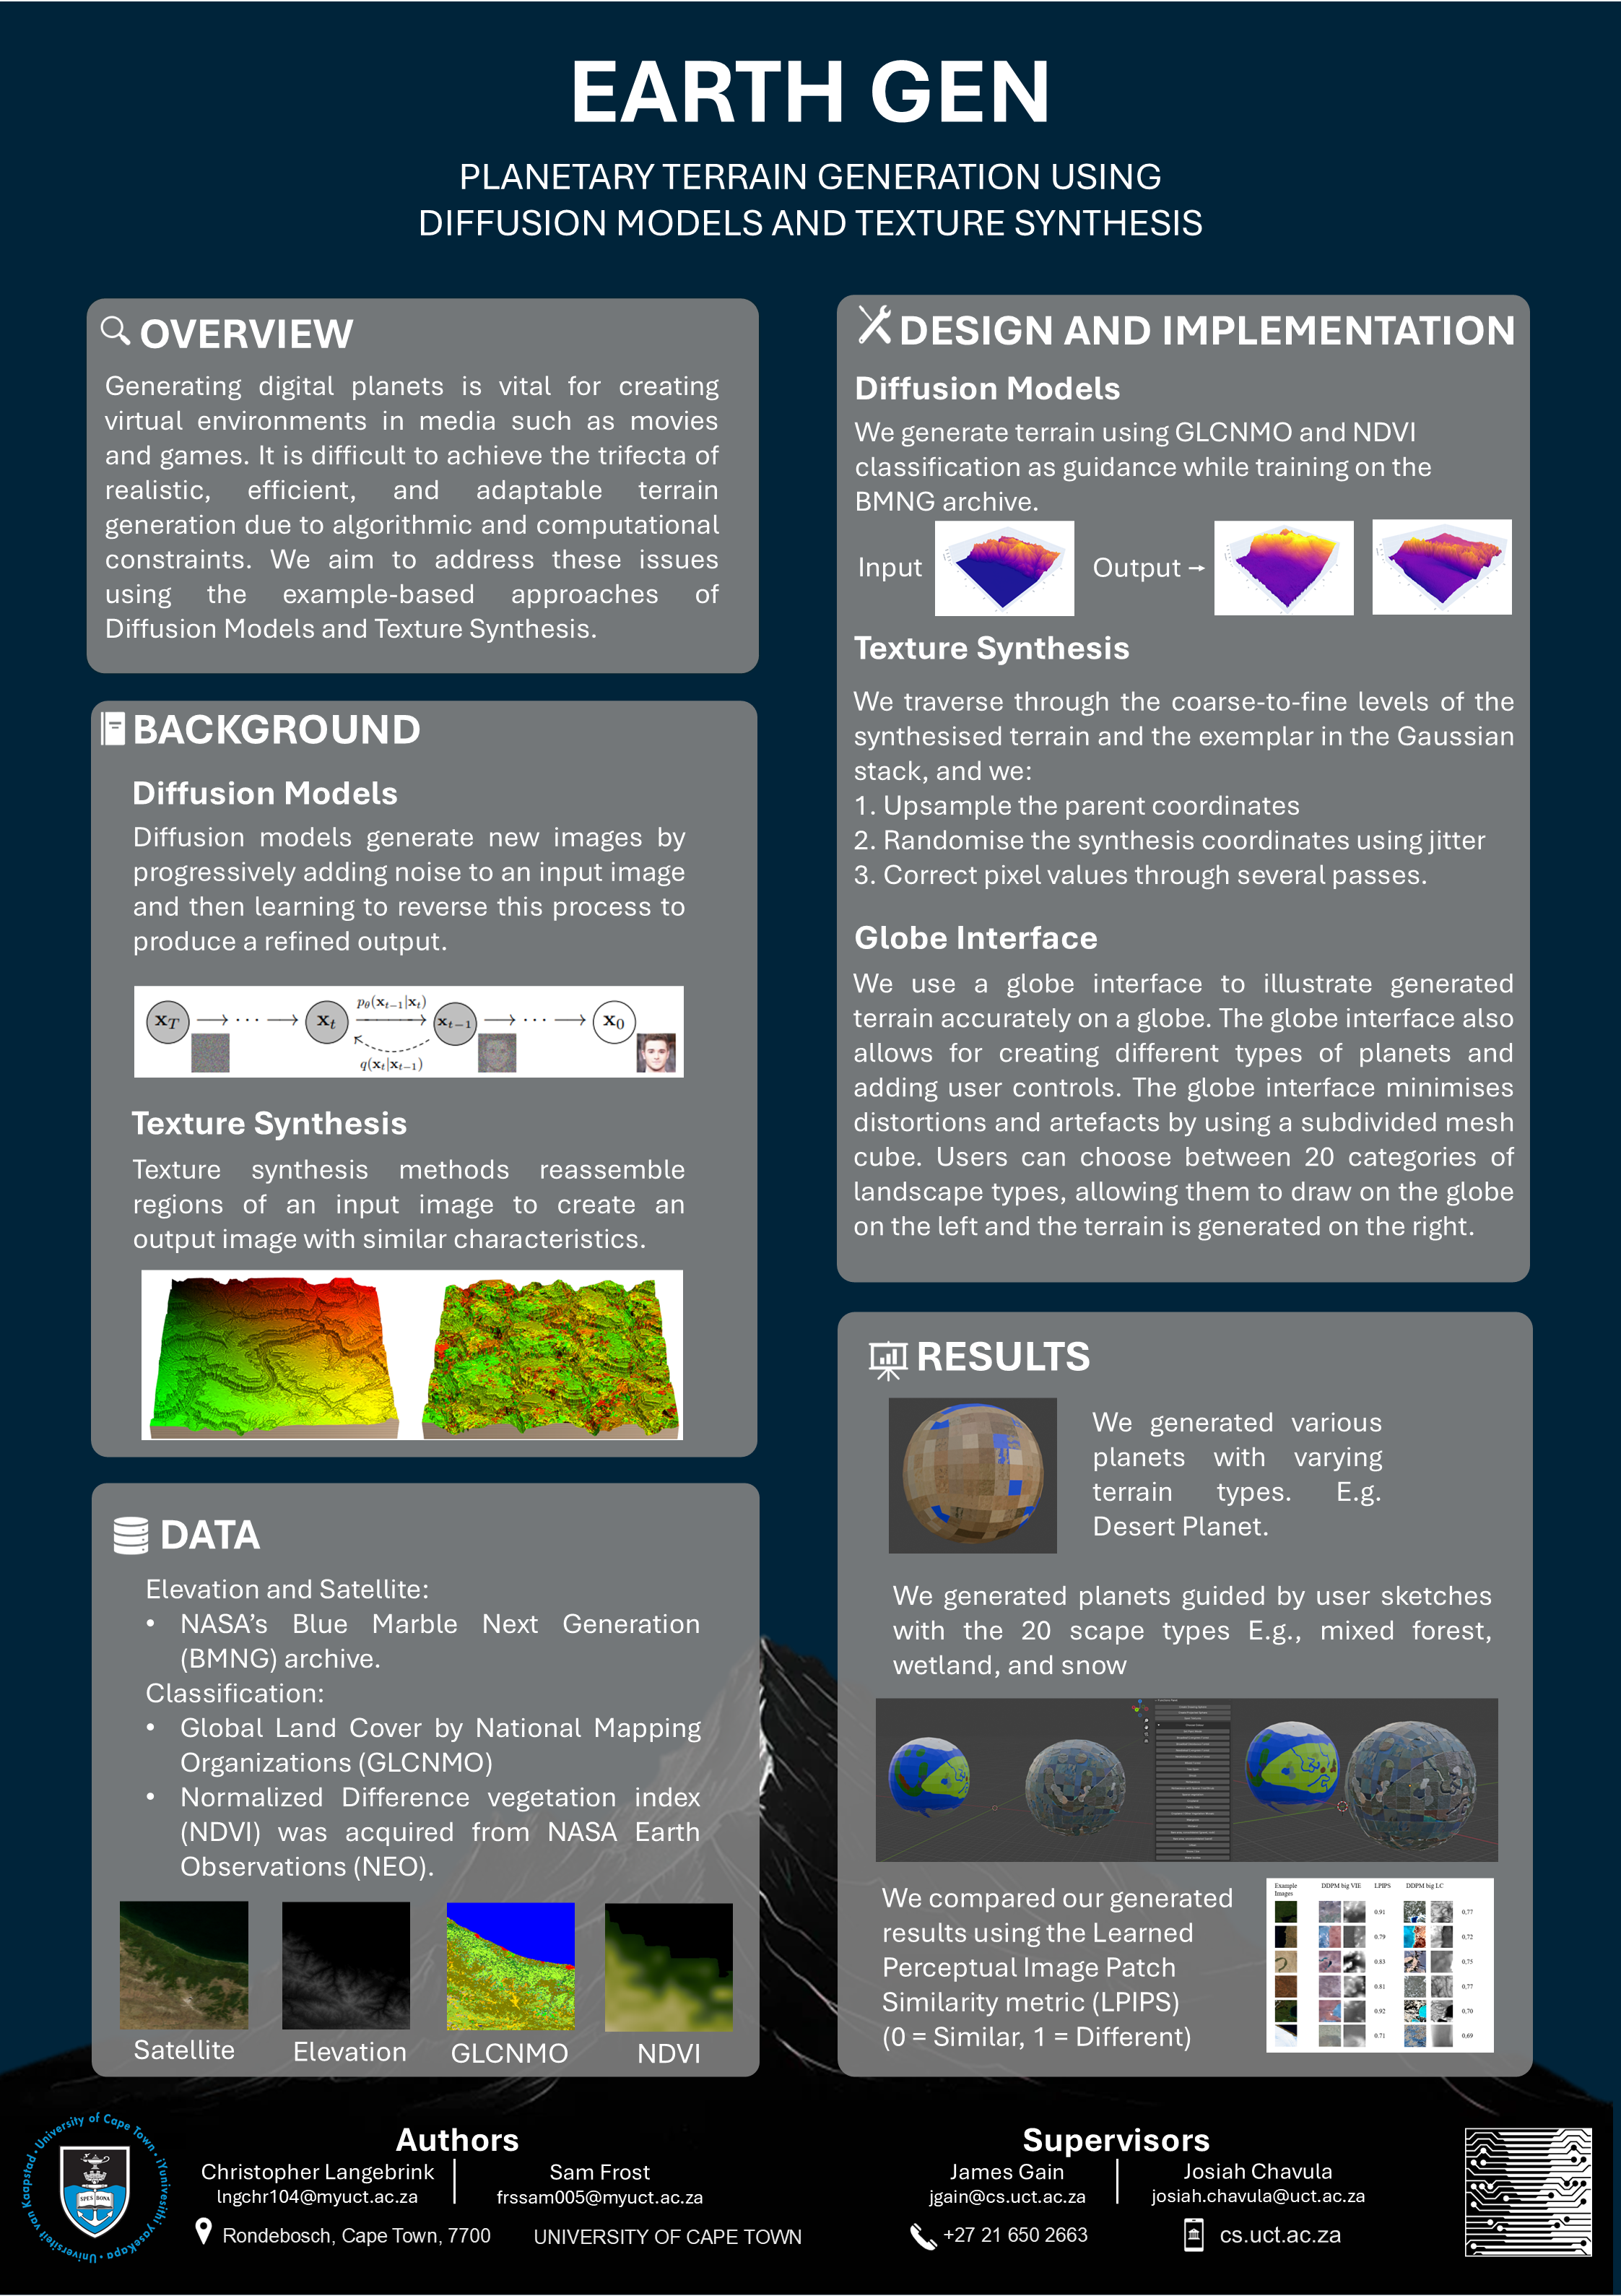 EARTH GEN
PLANETARY TERRAIN GENERATION USING
DIFFUSION MODELS AND TEXTURE SYNTHESIS
OVERVIEW
Generating digital planets is vital for creating
virtual environments in media such as movies
and games. It is difficult to achieve the trifecta of
realistic, efficient, and adaptable terrain
generation due to algorithmic and computational
constraints. We aim to address these issues
using the example-based approaches of
Diffusion Models and Texture Synthesis.
BACKGROUND
Diffusion Models
Diffusion models generate new images by
progressively adding noise to an input image
and then learning to reverse this process to
produce a refined output.
x_T → ··· → x_t → x_{t−1} → ··· → x_0
p_θ(x_{t−1}|x_t)
q(x_t|x_{t−1})
Texture Synthesis
Texture synthesis methods reassemble
regions of an input image to create an
output image with similar characteristics.
DATA
Elevation and Satellite:
• NASA’s Blue Marble Next Generation
(BMNG) archive.
Classification:
• Global Land Cover by National Mapping
Organizations (GLCNMO)
• Normalized Difference vegetation index
(NDVI) was acquired from NASA Earth
Observations (NEO).
Satellite Elevation GLCNMO NDVI
DESIGN AND IMPLEMENTATION
Diffusion Models
We generate terrain using GLCNMO and NDVI
classification as guidance while training on the
BMNG archive.
Input Output →
Texture Synthesis
We traverse through the coarse-to-fine levels of the
synthesised terrain and the exemplar in the Gaussian
stack, and we:
1. Upsample the parent coordinates
2. Randomise the synthesis coordinates using jitter
3. Correct pixel values through several passes.
Globe Interface
We use a globe interface to illustrate generated
terrain accurately on a globe. The globe interface also
allows for creating different types of planets and
adding user controls. The globe interface minimises
distortions and artefacts by using a subdivided mesh
cube. Users can choose between 20 categories of
landscape types, allowing them to draw on the globe
on the left and the terrain is generated on the right.
RESULTS
We generated various
planets with varying
terrain types. E.g.
Desert Planet.
We generated planets guided by user sketches
with the 20 scape types E.g., mixed forest,
wetland, and snow
We compared our generated
results using the Learned
Perceptual Image Patch
Similarity metric (LPIPS)
(0 = Similar, 1 = Different)
Example Images DDPM big VIE LPIPS DDPM big LC
0.91 0,77
0.79 0,72
0.83 0,75
0.81 0,77
0.92 0,70
0.71 0,69
University of Cape Town · iYunivesithi yaseKapa · Universiteit van Kaapstad
SPES BONA
Authors
Christopher Langebrink
lngchr104@myuct.ac.za
Sam Frost
frssam005@myuct.ac.za
Rondebosch, Cape Town, 7700
UNIVERSITY OF CAPE TOWN
Supervisors
James Gain
jgain@cs.uct.ac.za
Josiah Chavula
josiah.chavula@uct.ac.za
+27 21 650 2663
cs.uct.ac.za